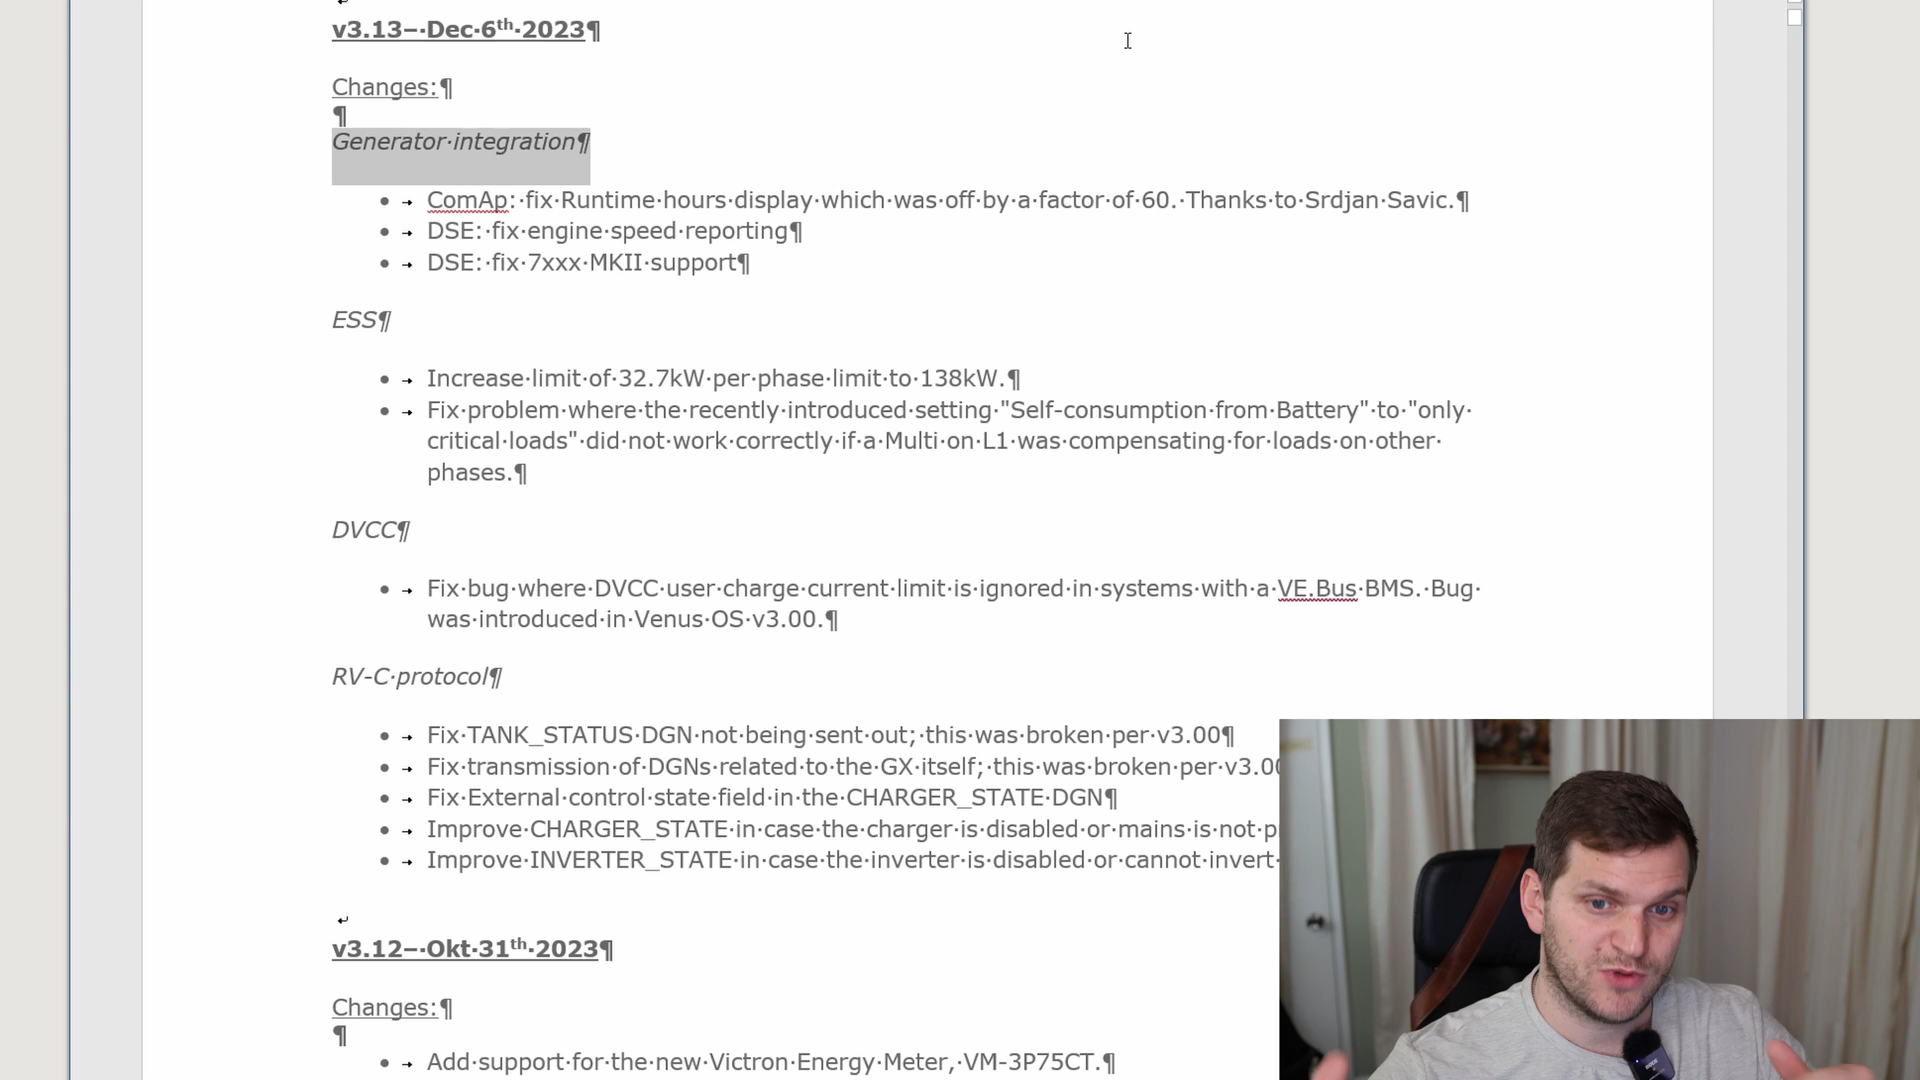 v3.13–·Dec·6th·2023¶
Changes:¶
¶
Generator·integration¶
• → ComAp:·fix·Runtime·hours·display·which·was·off·by·a·factor·of·60.·Thanks·to·Srdjan·Savic.¶
• → DSE:·fix·engine·speed·reporting¶
• → DSE:·fix·7xxx·MKII·support¶
ESS¶
• → Increase·limit·of·32.7kW·per·phase·limit·to·138kW.¶
• → Fix·problem·where·the·recently·introduced·setting·"Self-consumption·from·Battery"·to·"only·
critical·loads"·did·not·work·correctly·if·a·Multi·on·L1·was·compensating·for·loads·on·other·
phases.¶
DVCC¶
• → Fix·bug·where·DVCC·user·charge·current·limit·is·ignored·in·systems·with·a·VE.Bus·BMS.·Bug·
was·introduced·in·Venus·OS·v3.00.¶
RV-C·protocol¶
• → Fix·TANK_STATUS·DGN·not·being·sent·out;·this·was·broken·per·v3.00¶
• → Fix·transmission·of·DGNs·related·to·the·GX·itself;·this·was·broken·per·v3.00
• → Fix·External·control·state·field·in·the·CHARGER_STATE·DGN¶
• → Improve·CHARGER_STATE·in·case·the·charger·is·disabled·or·mains·is·not·
• → Improve·INVERTER_STATE·in·case·the·inverter·is·disabled·or·cannot·invert·
v3.12–·Okt·31th·2023¶
Changes:¶
¶
• → Add·support·for·the·new·Victron·Energy·Meter,·VM-3P75CT.¶